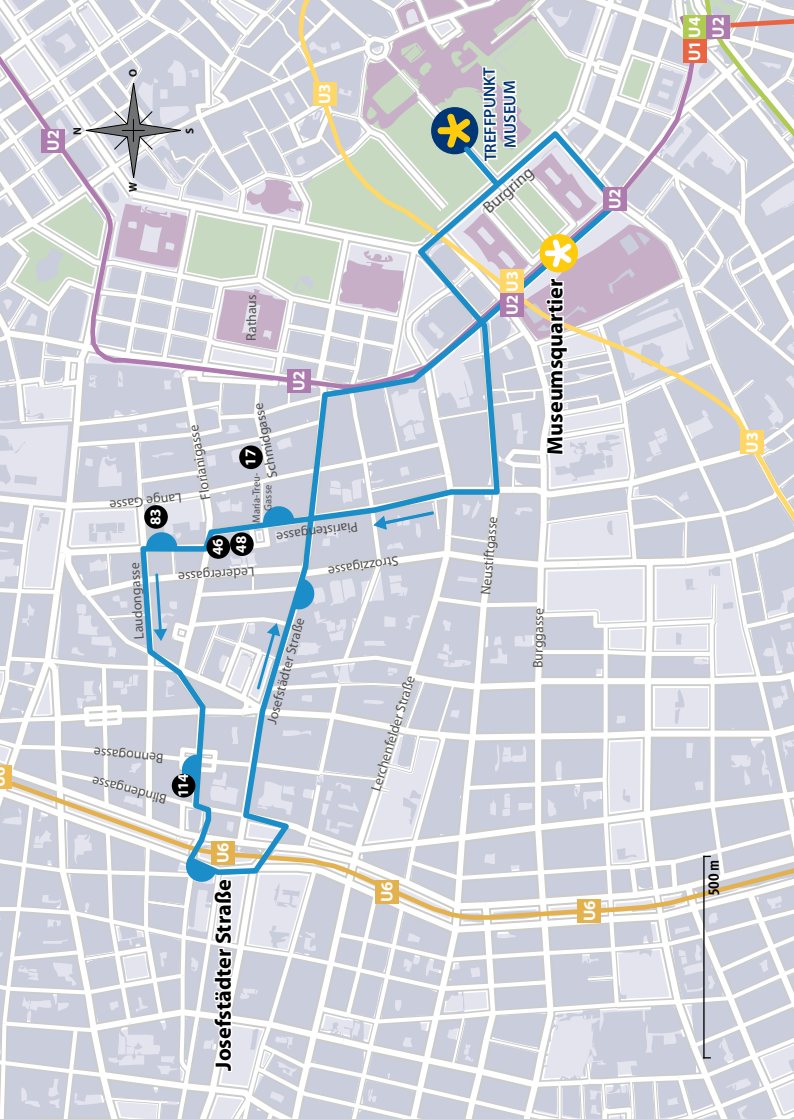 U4
U2
U1
O
N
S
W
U2
U3
TREFFPUNKT
MUSEUM
Burgring
U2
U3
U2
Museumsquartier
Rathaus
U2
Schmidgasse
Maria-Treu-
Gasse
17
Florianigasse
Lange Gasse
83
46
48
Piaristengasse
Lederergasse
Strozzigasse
Neustiftgasse
Burggasse
Laudongasse
Josefstädter Straße
Lerchenfelder Straße
Bennogasse
Blindengasse
114
U3
U6
U6
U6
Josefstädter Straße
500 m